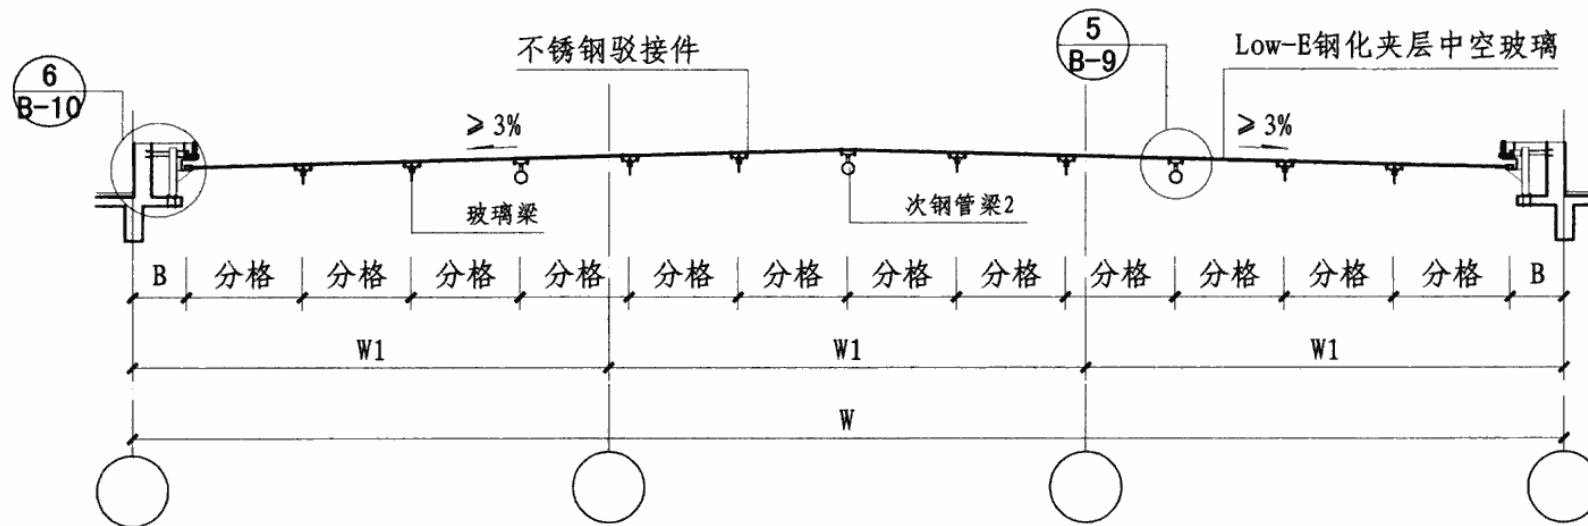 6
B-10
不锈钢驳接件
5
B-9
Low-E钢化夹层中空玻璃
≥ 3%
≥ 3%
玻璃梁
次钢管梁2
B 分格 分格 分格 分格 分格 分格 分格 分格 分格 分格 分格 分格 B
W1 W1 W1
W